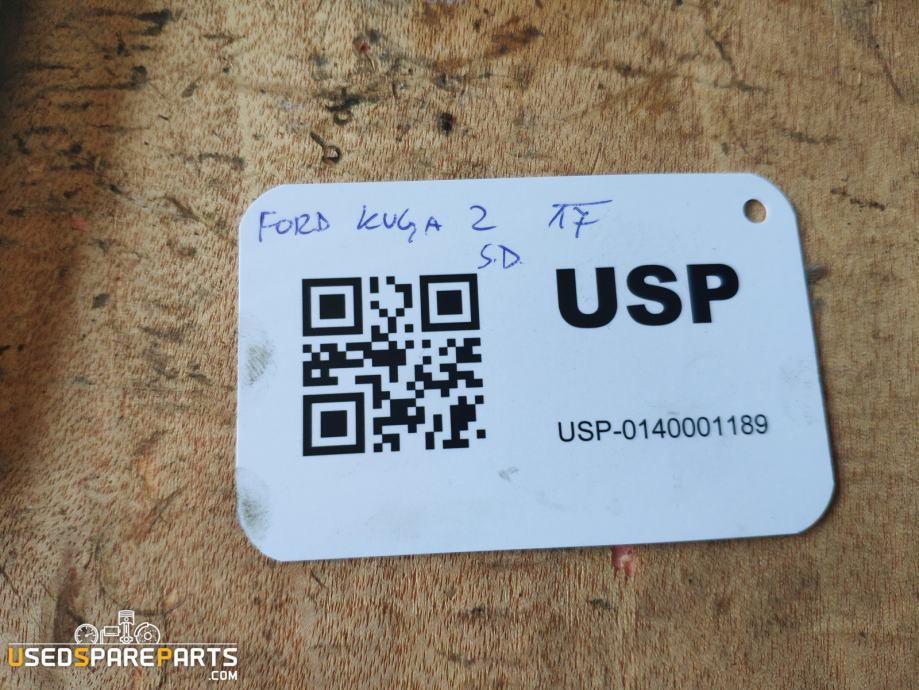 FORD KUGA 2 17
S.D.
USP
USP-0140001189
USEDSPAREPARTS
.COM